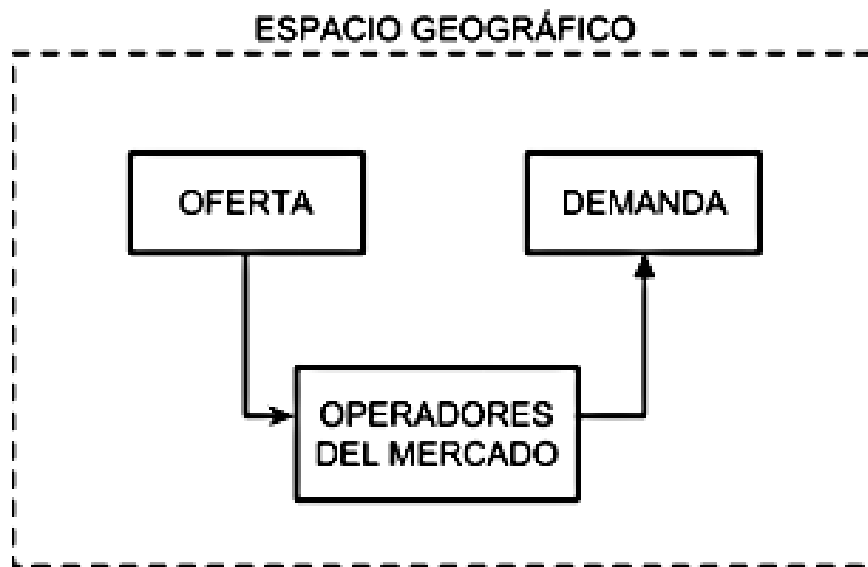 ESPACIO GEOGRÁFICO
OFERTA
DEMANDA
OPERADORES
DEL MERCADO